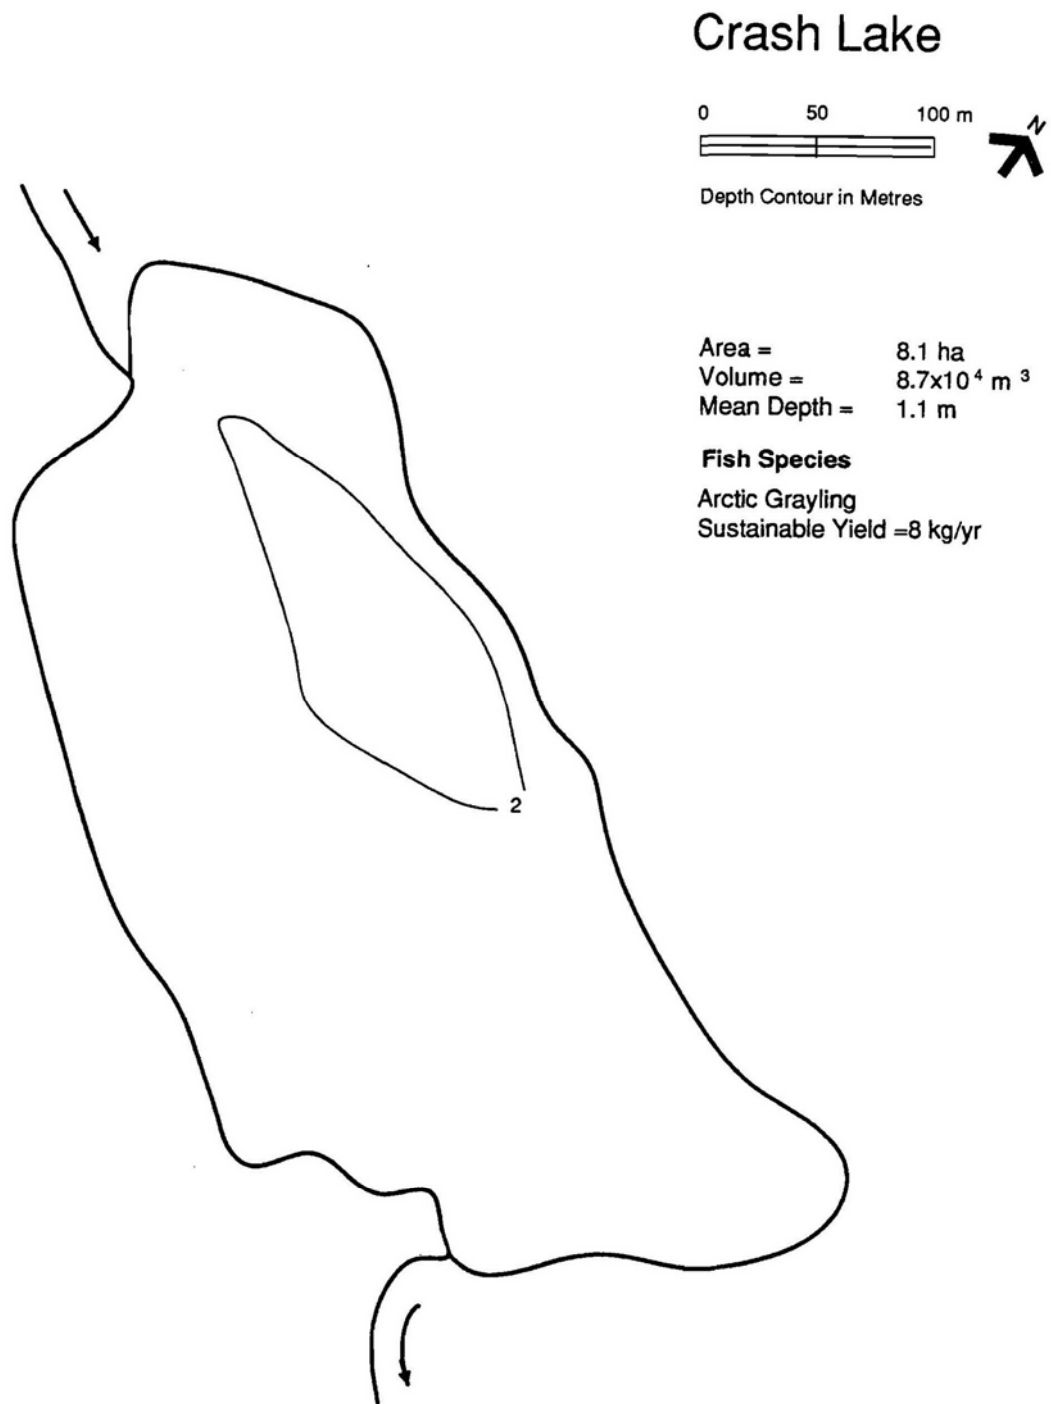 Crash Lake
0 50 100 m
N
Depth Contour in Metres
Area = 8.1 ha
Volume = 8.7x10⁴ m ³
Mean Depth = 1.1 m
Fish Species
Arctic Grayling
Sustainable Yield =8 kg/yr
2